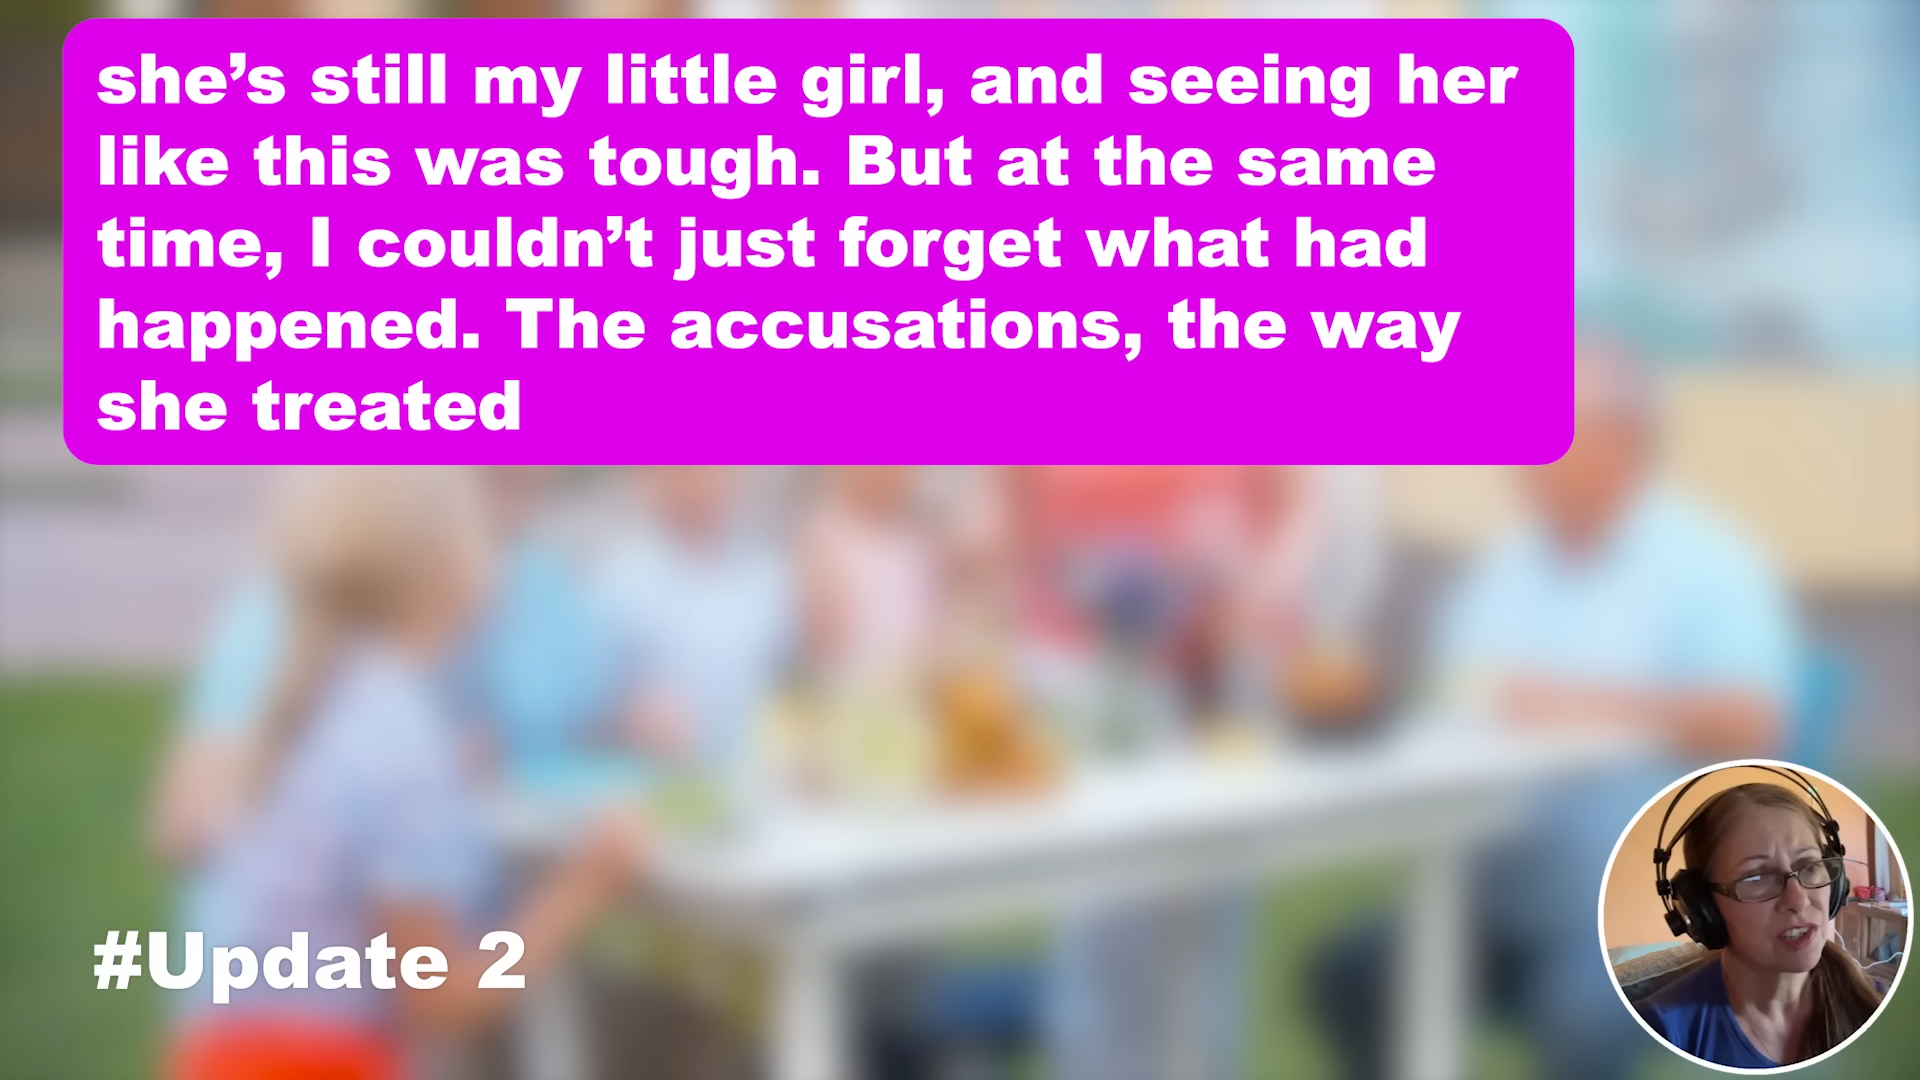 she’s still my little girl, and seeing her
like this was tough. But at the same
time, I couldn’t just forget what had
happened. The accusations, the way
she treated
#Update 2